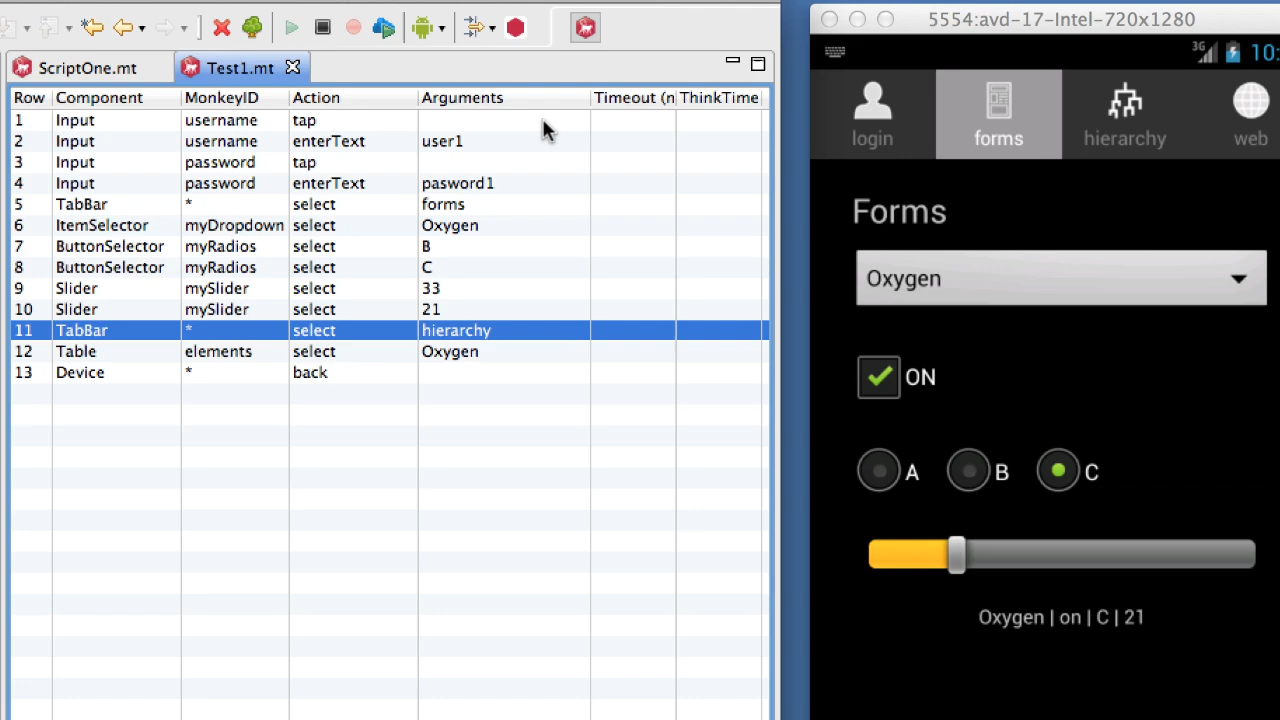 ScriptOne.mt
Test1.mt
Row Component MonkeyID Action Arguments Timeout (n ThinkTime
1 Input username tap
2 Input username enterText user1
3 Input password tap
4 Input password enterText pasword1
5 TabBar * select forms
6 ItemSelector myDropdown select Oxygen
7 ButtonSelector myRadios select B
8 ButtonSelector myRadios select C
9 Slider mySlider select 33
10 Slider mySlider select 21
11 TabBar * select hierarchy
12 Table elements select Oxygen
13 Device * back
5554:avd-17-Intel-720x1280
3G 10:
login forms hierarchy web
Forms
Oxygen
ON
A B C
Oxygen | on | C | 21